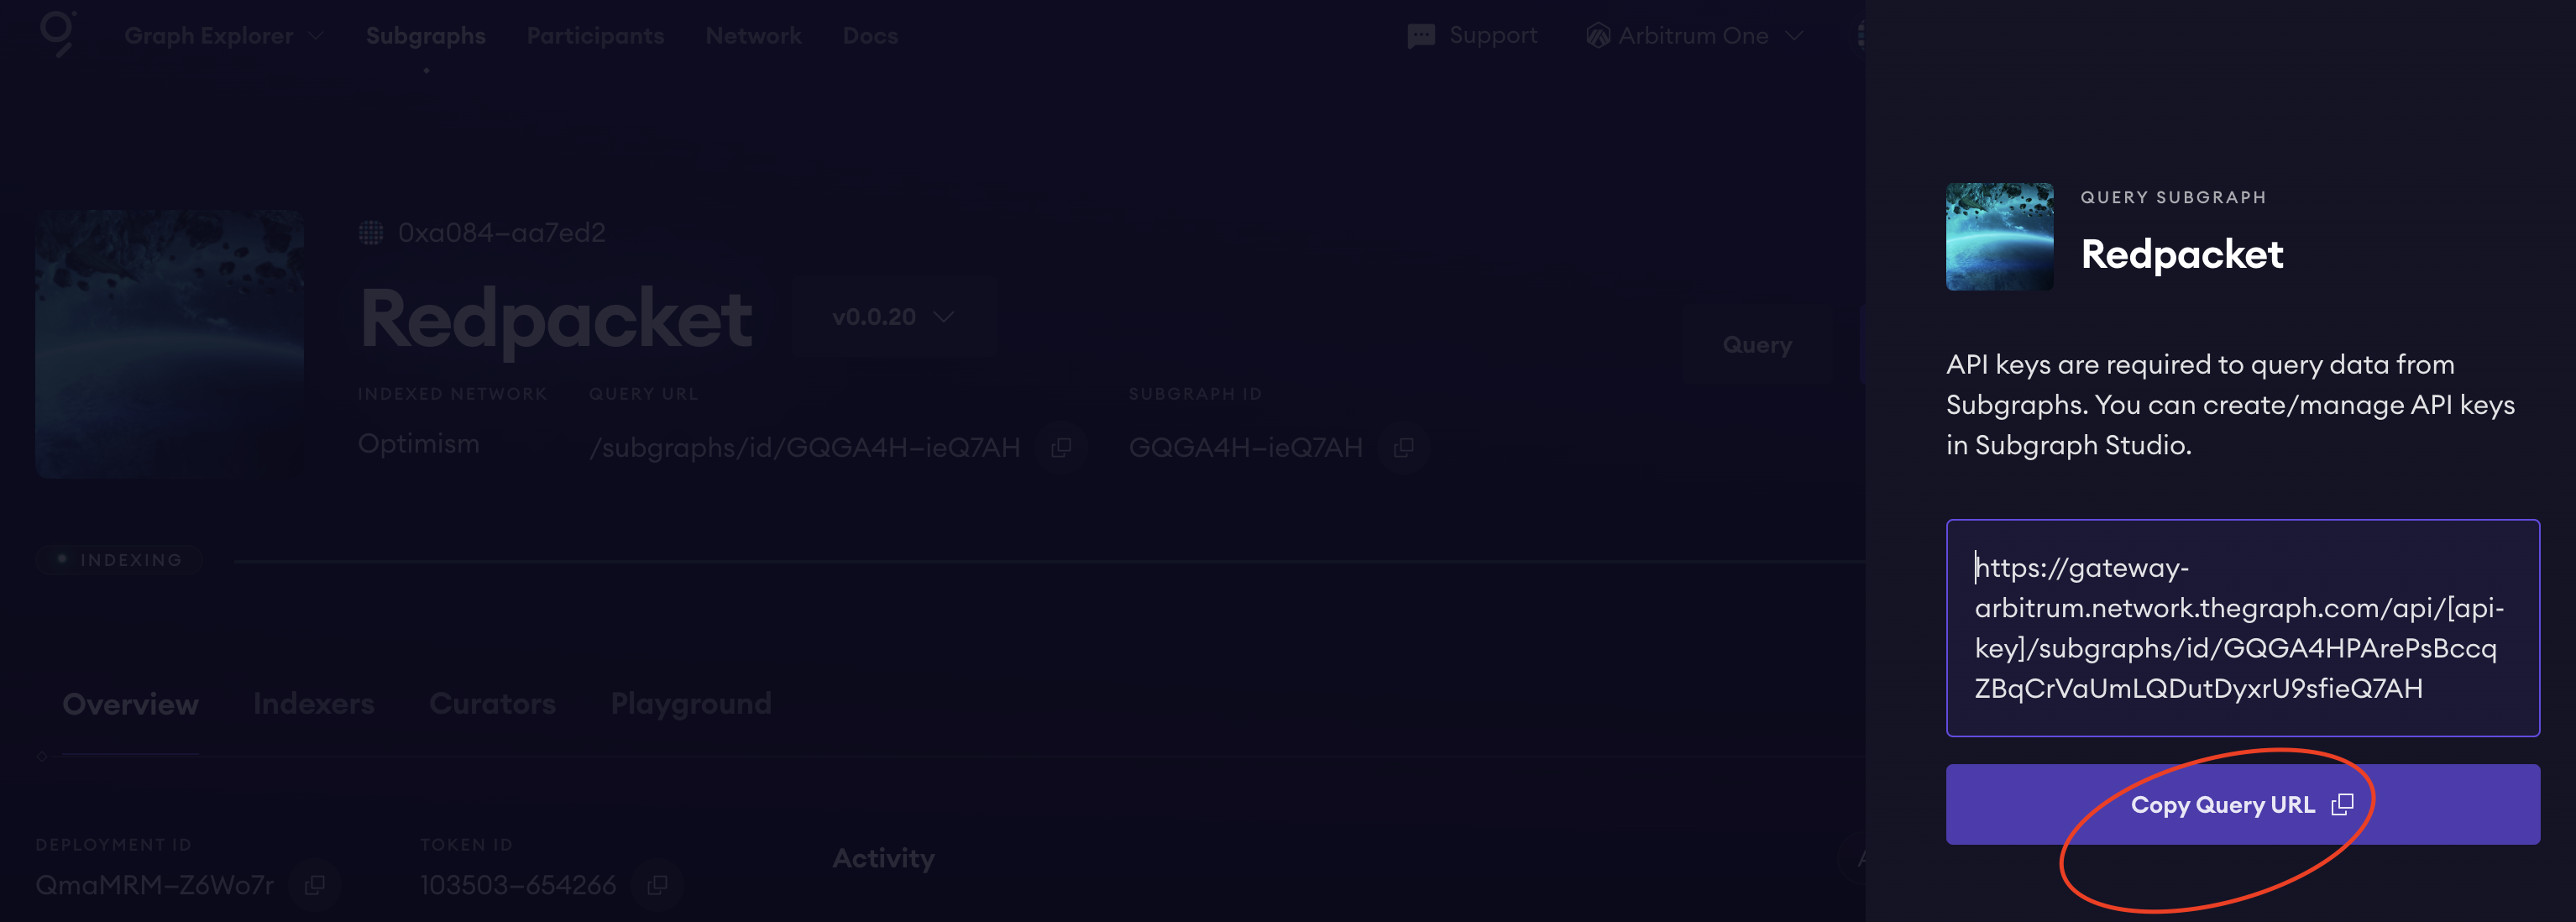 Graph Explorer Subgraphs Participants Network Docs Support Arbitrum One
0xa084—aa7ed2
Redpacket v0.0.20
Query
INDEXED NETWORK QUERY URL SUBGRAPH ID
Optimism /subgraphs/id/GQGA4H—ieQ7AH GQGA4H—ieQ7AH
INDEXING
Overview Indexers Curators Playground
DEPLOYMENT ID TOKEN ID
QmaMRM—Z6Wo7r 103503—654266
Activity
QUERY SUBGRAPH
Redpacket
API keys are required to query data from
Subgraphs. You can create/manage API keys
in Subgraph Studio.
https://gateway-
arbitrum.network.thegraph.com/api/[api-
key]/subgraphs/id/GQGA4HPArePsBccq
ZBqCrVaUmLQDutDyxrU9sfieQ7AH
Copy Query URL